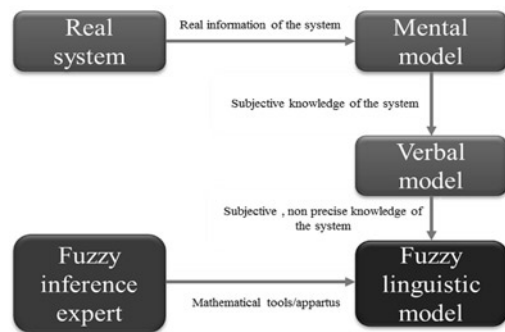 Real
system
Real information of the system
Mental
model
Subjective knowledge of the system
Verbal
model
Subjective , non precise knowledge of
the system
Fuzzy
inference
expert
Mathematical tools/appartus
Fuzzy
linguistic
model